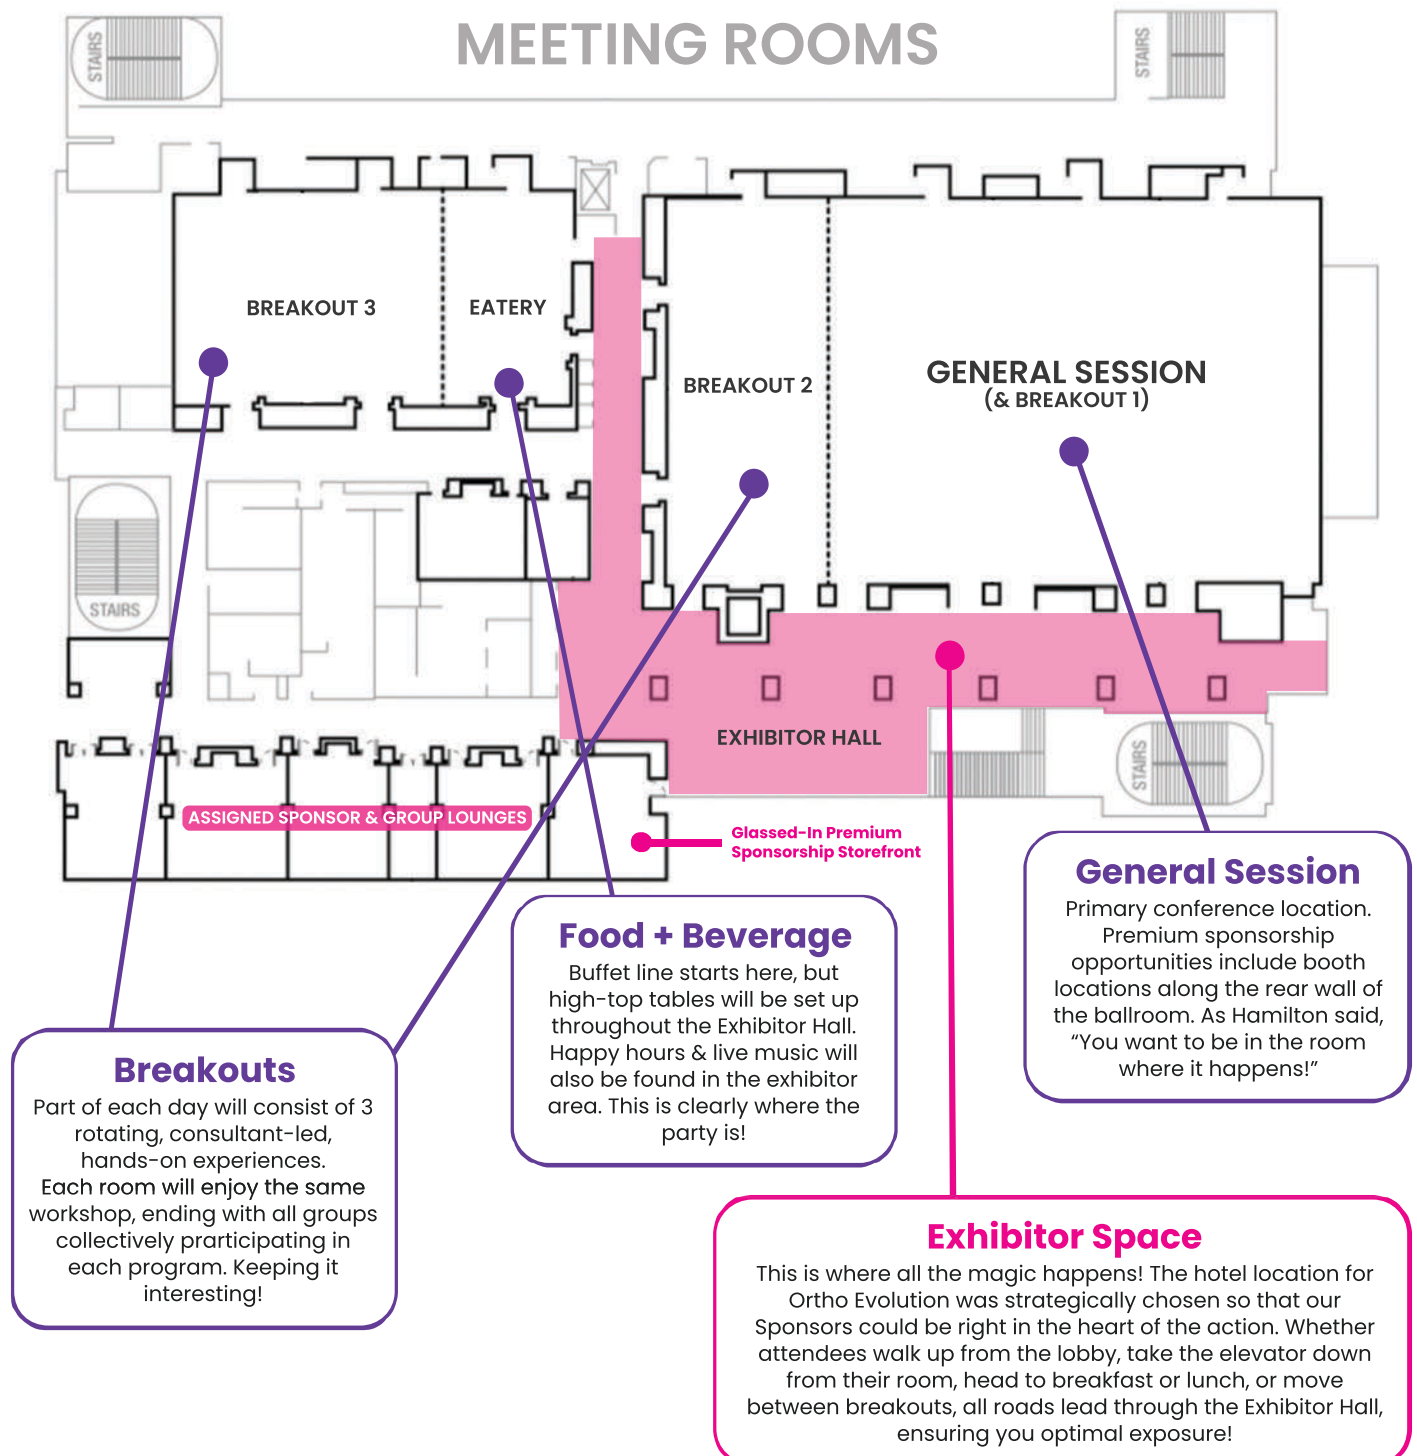 MEETING ROOMS
STAIRS
STAIRS
BREAKOUT 3
EATERY
BREAKOUT 2
GENERAL SESSION
(& BREAKOUT 1)
STAIRS
EXHIBITOR HALL
STAIRS
ASSIGNED SPONSOR & GROUP LOUNGES
Glassed-In Premium
Sponsorship Storefront
General Session
Primary conference location.
Premium sponsorship
opportunities include booth
locations along the rear wall of
the ballroom. As Hamilton said,
“You want to be in the room
where it happens!”
Food + Beverage
Buffet line starts here, but
high-top tables will be set up
throughout the Exhibitor Hall.
Happy hours & live music will
also be found in the exhibitor
area. This is clearly where the
party is!
Breakouts
Part of each day will consist of 3
rotating, consultant-led,
hands-on experiences.
Each room will enjoy the same
workshop, ending with all groups
collectively prarticipating in
each program. Keeping it
interesting!
Exhibitor Space
This is where all the magic happens! The hotel location for
Ortho Evolution was strategically chosen so that our
Sponsors could be right in the heart of the action. Whether
attendees walk up from the lobby, take the elevator down
from their room, head to breakfast or lunch, or move
between breakouts, all roads lead through the Exhibitor Hall,
ensuring you optimal exposure!